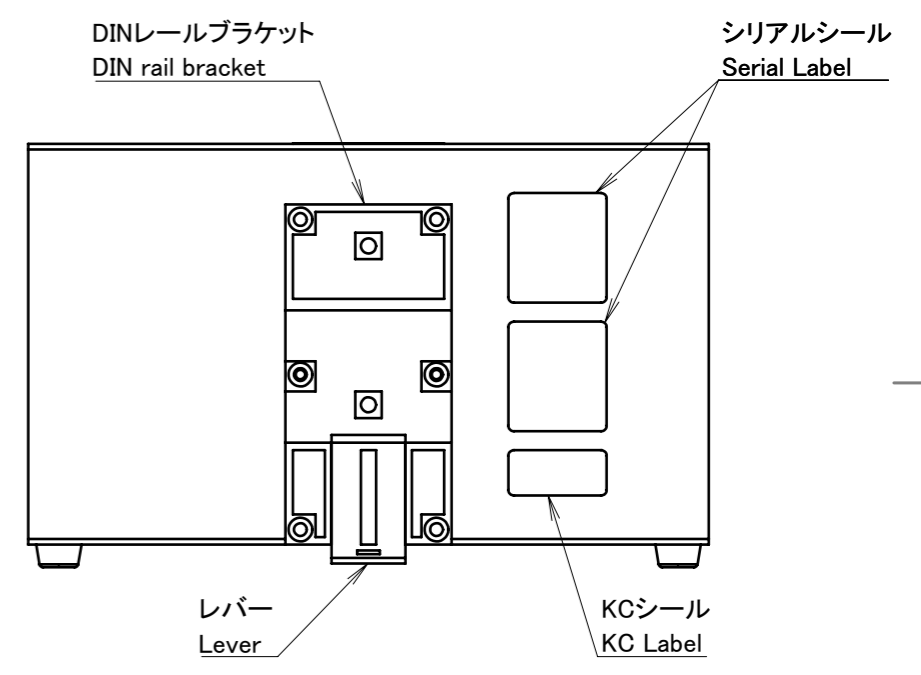 DINレールブラケット
DIN rail bracket
シリアルシール
Serial Label
レバー
Lever
KCシール
KC Label